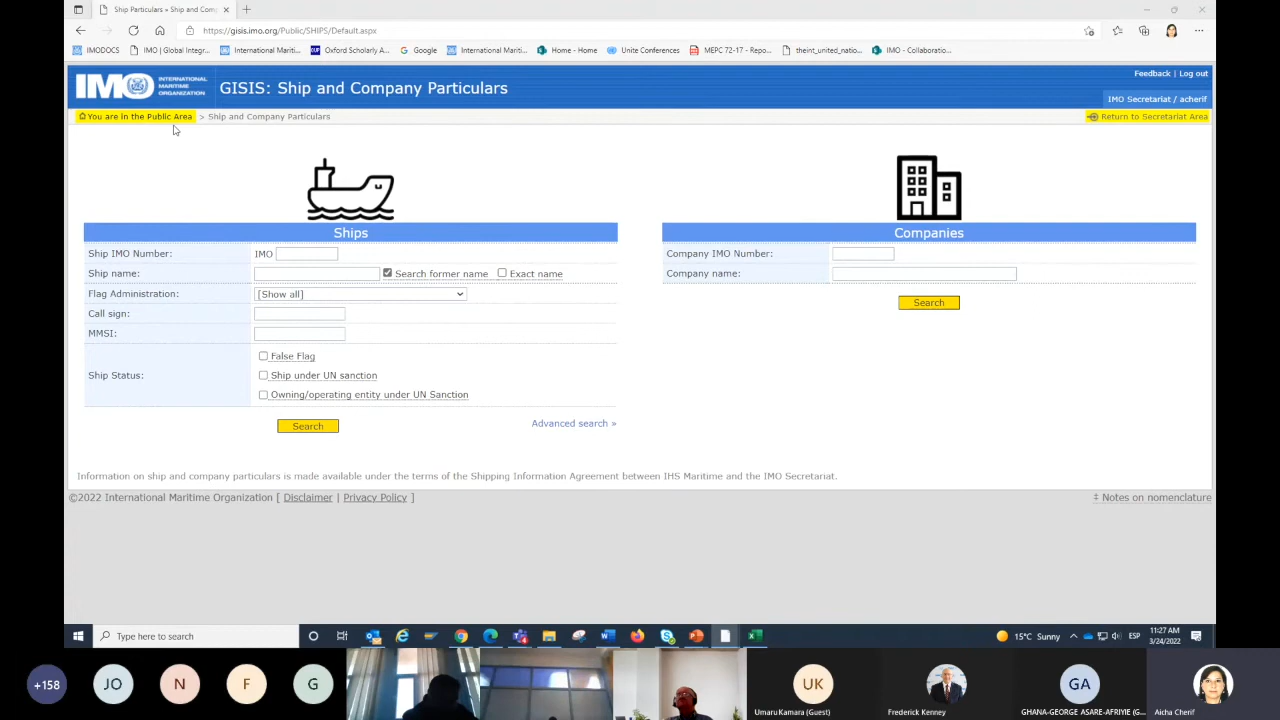 Ship Particulars » Ship and Comp
https://gisis.imo.org/Public/SHIPS/Default.aspx
IMODOCS
IMO | Global Integr...
International Mariti...
Oxford Scholarly A...
Google
International Mariti...
Home - Home
Unite Conferences
MEPC 72-17 - Repo...
theint_united_natio...
IMO - Collaboratio...
IMO INTERNATIONAL MARITIME ORGANIZATION
GISIS: Ship and Company Particulars
Feedback | Log out
IMO Secretariat / acherif
You are in the Public Area > Ship and Company Particulars
Return to Secretariat Area
Ships
Ship IMO Number: IMO
Ship name: Search former name Exact name
Flag Administration: [Show all]
Call sign:
MMSI:
Ship Status:
False Flag
Ship under UN sanction
Owning/operating entity under UN Sanction
Search
Advanced search »
Companies
Company IMO Number:
Company name:
Search
Information on ship and company particulars is made available under the terms of the Shipping Information Agreement between IHS Maritime and the IMO Secretariat.
©2022 International Maritime Organization [ Disclaimer | Privacy Policy ]
‡ Notes on nomenclature
Type here to search
15°C Sunny
ESP
11:27 AM
3/24/2022
+158
JO
N
F
G
UK
Umaru Kamara (Guest)
Frederick Kenney
GA
GHANA-GEORGE ASARE-AFRIYIE (G...
Aicha Cherif